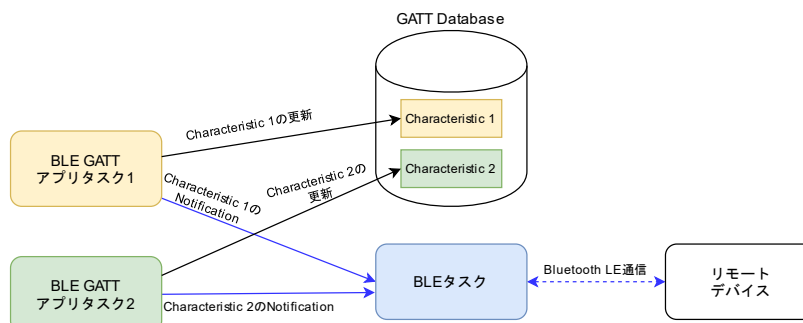 GATT Database
Characteristic 1の更新
Characteristic 1
BLE GATT
アプリタスク1
Characteristic 2
Characteristic 2の
更新
Characteristic 1の
Notification
BLE GATT
アプリタスク2
Characteristic 2のNotification
BLEタスク
Bluetooth LE通信
リモート
デバイス